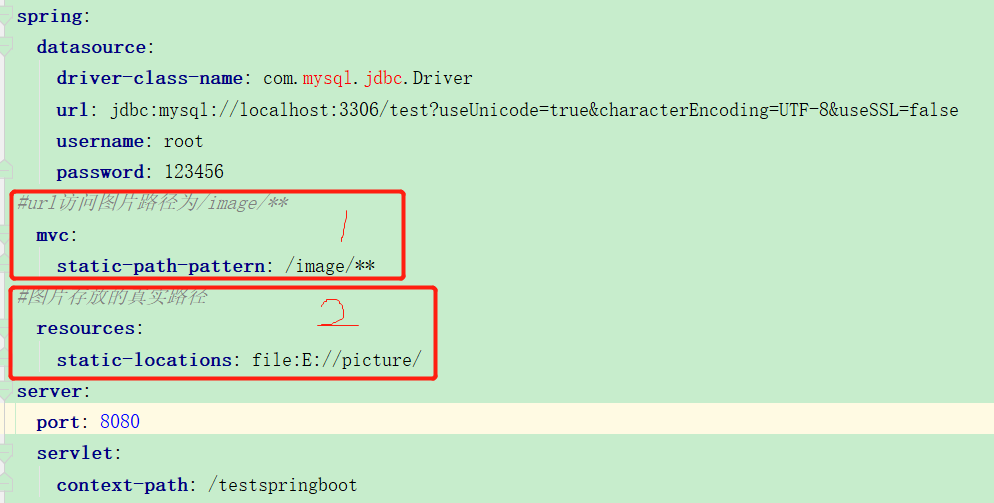 spring:
datasource:
driver-class-name: com.mysql.jdbc.Driver
url: jdbc:mysql://localhost:3306/test?useUnicode=true&characterEncoding=UTF-8&useSSL=false
username: root
password: 123456
#url访问图片路径为/image/**
1
mvc:
static-path-pattern: /image/**
#图片存放的真实路径
2
resources:
static-locations: file:E://picture/
server:
port: 8080
servlet:
context-path: /testspringboot